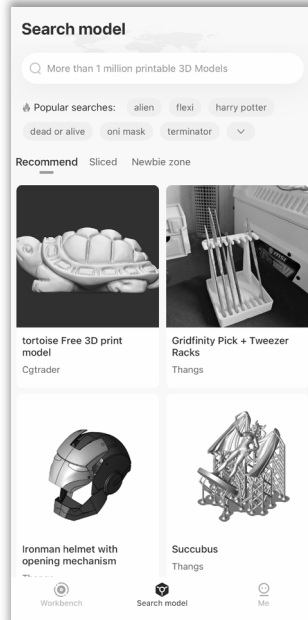 Search model
More than 1 million printable 3D Models
Popular searches: alien flexi harry potter
dead or alive oni mask terminator
Recommend Sliced Newbie zone
tortoise Free 3D print
model
Cgtrader
Gridfinity Pick + Tweezer
Racks
Thangs
Ironman helmet with
opening mechanism
Succubus
Thangs
Workbench Search model Me